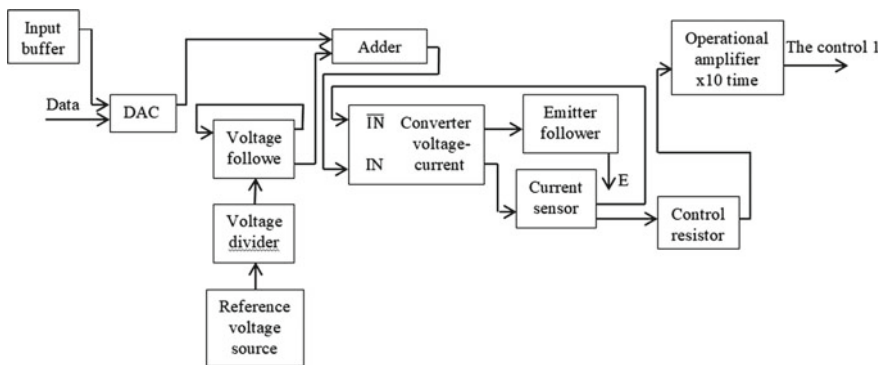 Input
buffer
Data
DAC
Adder
Voltage
followe
Voltage
divider
Reference
voltage
source
IN Converter
voltage-
IN current
Emitter
follower
E
Current
sensor
Control
resistor
Operational
amplifier
x10 time
The control 1